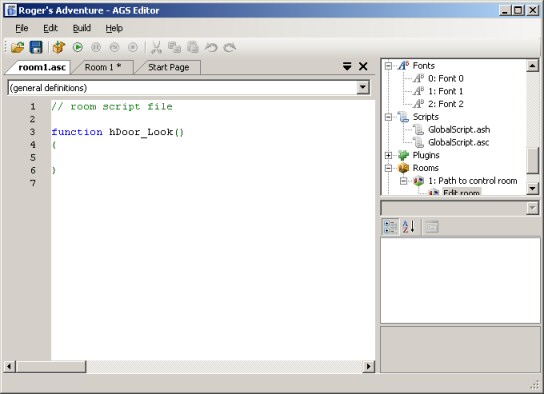 Roger's Adventure - AGS Editor
File Edit Build Help
room1.asc Room 1 * Start Page
(general definitions)
1 // room script file
2
3 function hDoor_Look()
4 {
5
6 }
7
Fonts
0: Font 0
1: Font 1
2: Font 2
Scripts
GlobalScript.ash
GlobalScript.asc
Plugins
Rooms
1: Path to control room
Edit room